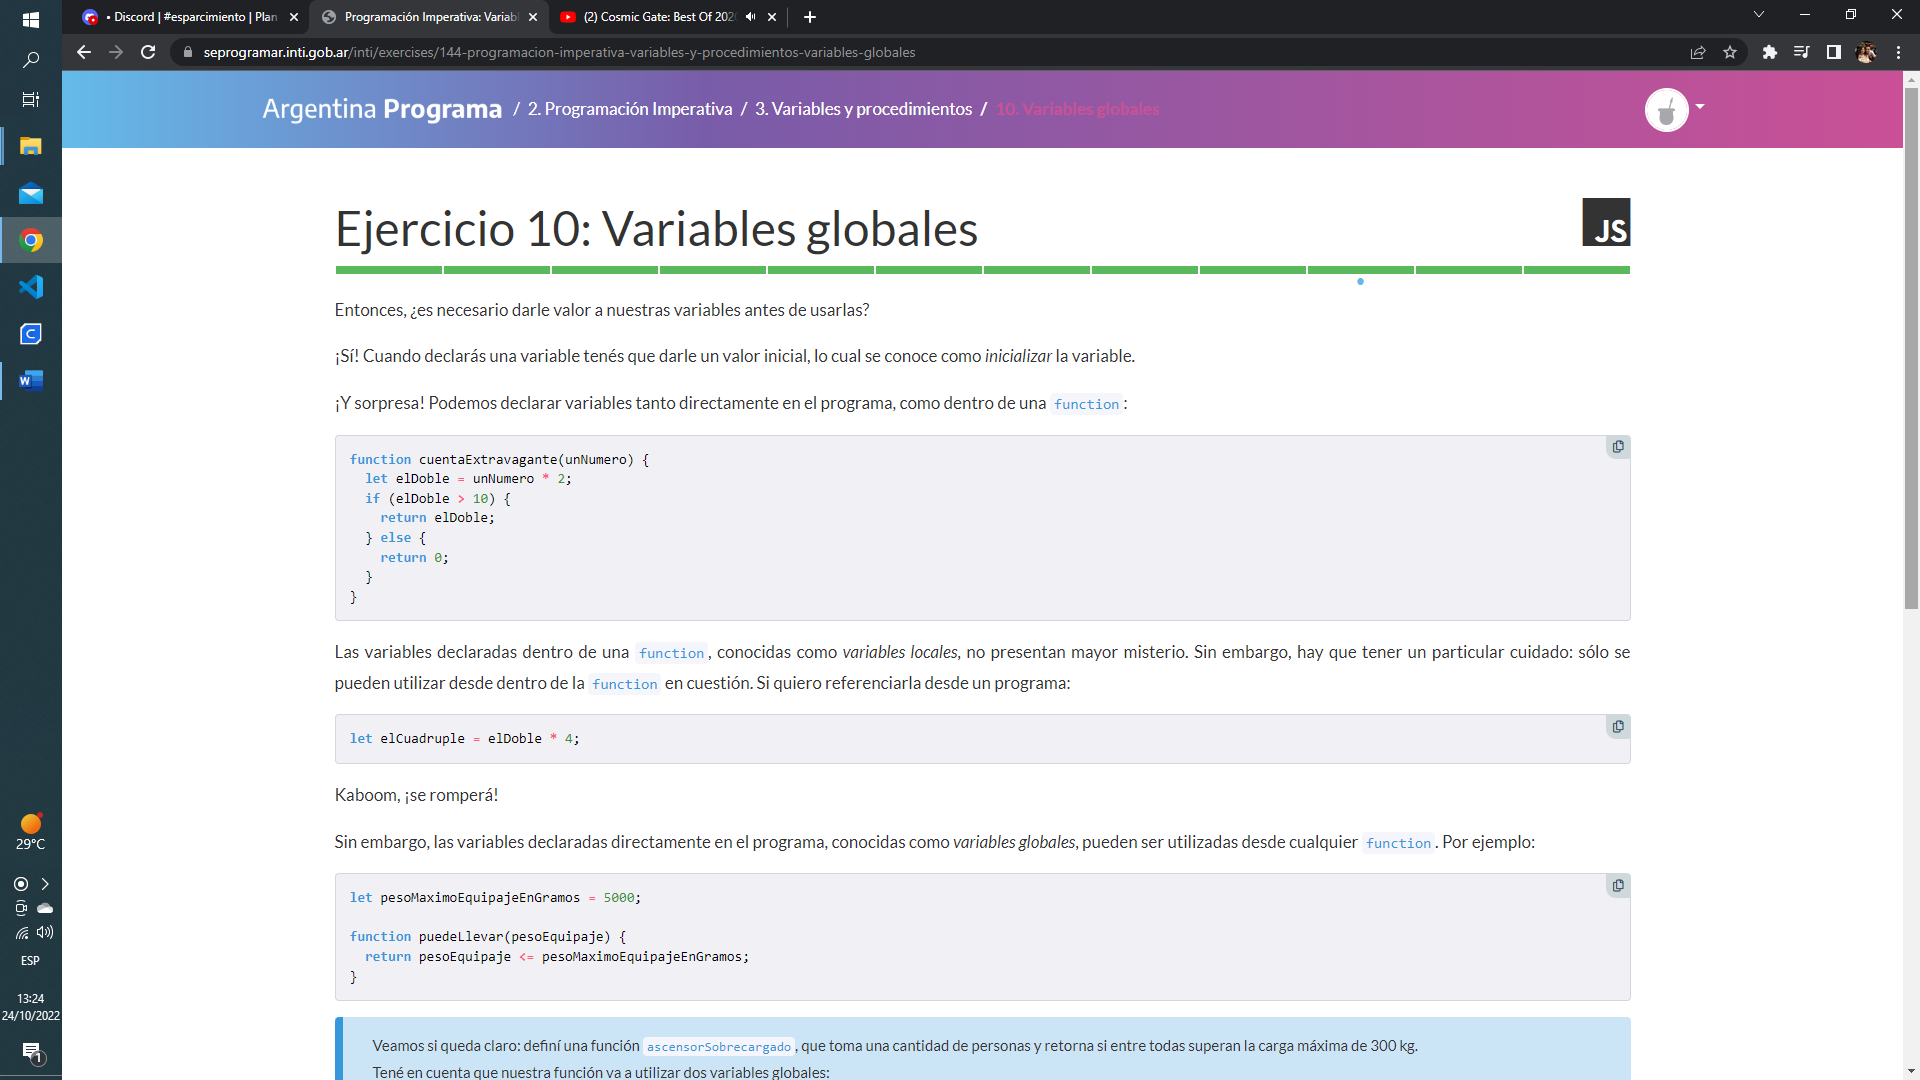 • Discord | #esparcimiento | Plan
Programación Imperativa: Variab
(2) Cosmic Gate: Best Of 202
seprogramar.inti.gob.ar/inti/exercises/144-programacion-imperativa-variables-y-procedimientos-variables-globales
Argentina Programa / 2. Programación Imperativa / 3. Variables y procedimientos / 10. Variables globales
Ejercicio 10: Variables globales
JS
Entonces, ¿es necesario darle valor a nuestras variables antes de usarlas?
¡Sí! Cuando declarás una variable tenés que darle un valor inicial, lo cual se conoce como inicializar la variable.
¡Y sorpresa! Podemos declarar variables tanto directamente en el programa, como dentro de una function:
function cuentaExtravagante(unNumero) {
let elDoble = unNumero * 2;
if (elDoble > 10) {
return elDoble;
} else {
return 0;
}
}
Las variables declaradas dentro de una function, conocidas como variables locales, no presentan mayor misterio. Sin embargo, hay que tener un particular cuidado: sólo se
pueden utilizar desde dentro de la function en cuestión. Si quiero referenciarla desde un programa:
let elCuadruple = elDoble * 4;
Kaboom, ¡se romperá!
Sin embargo, las variables declaradas directamente en el programa, conocidas como variables globales, pueden ser utilizadas desde cualquier function. Por ejemplo:
let pesoMaximoEquipajeEnGramos = 5000;
function puedeLlevar(pesoEquipaje) {
return pesoEquipaje <= pesoMaximoEquipajeEnGramos;
}
Veamos si queda claro: definí una función ascensorSobrecargado, que toma una cantidad de personas y retorna si entre todas superan la carga máxima de 300 kg.
Tené en cuenta que nuestra función va a utilizar dos variables globales:
29°C
ESP
13:24
24/10/2022
1